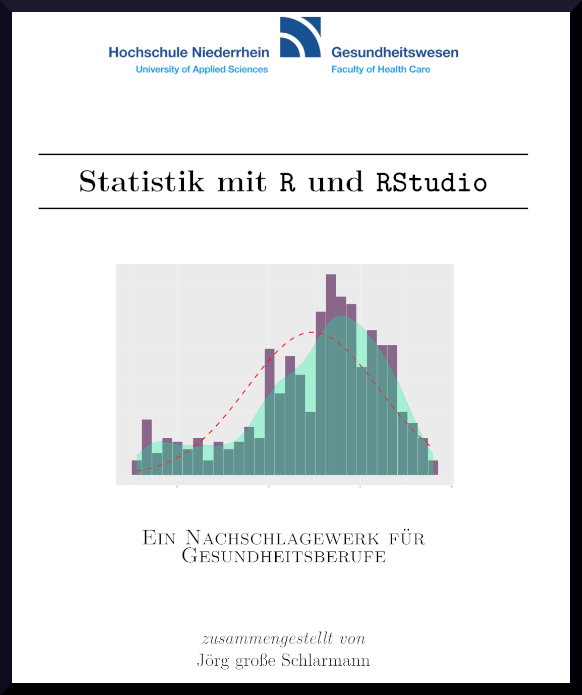 Hochschule Niederrhein Gesundheitswesen
University of Applied Sciences Faculty of Health Care
Statistik mit R und RStudio
Ein Nachschlagewerk für
Gesundheitsberufe
zusammengestellt von
Jörg große Schlarmann